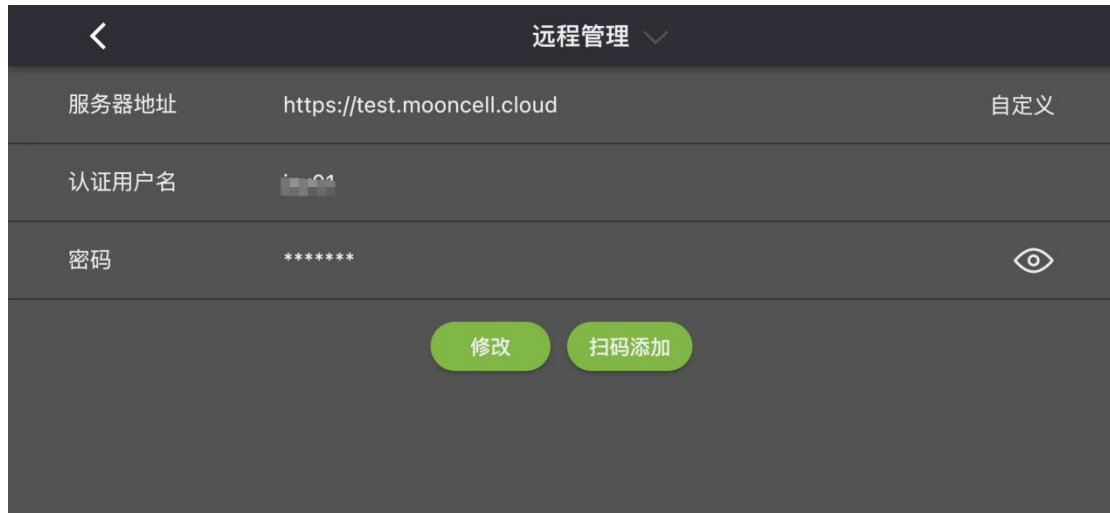 远程管理
服务器地址 https://test.mooncell.cloud 自定义
认证用户名
密码 *******
修改 扫码添加